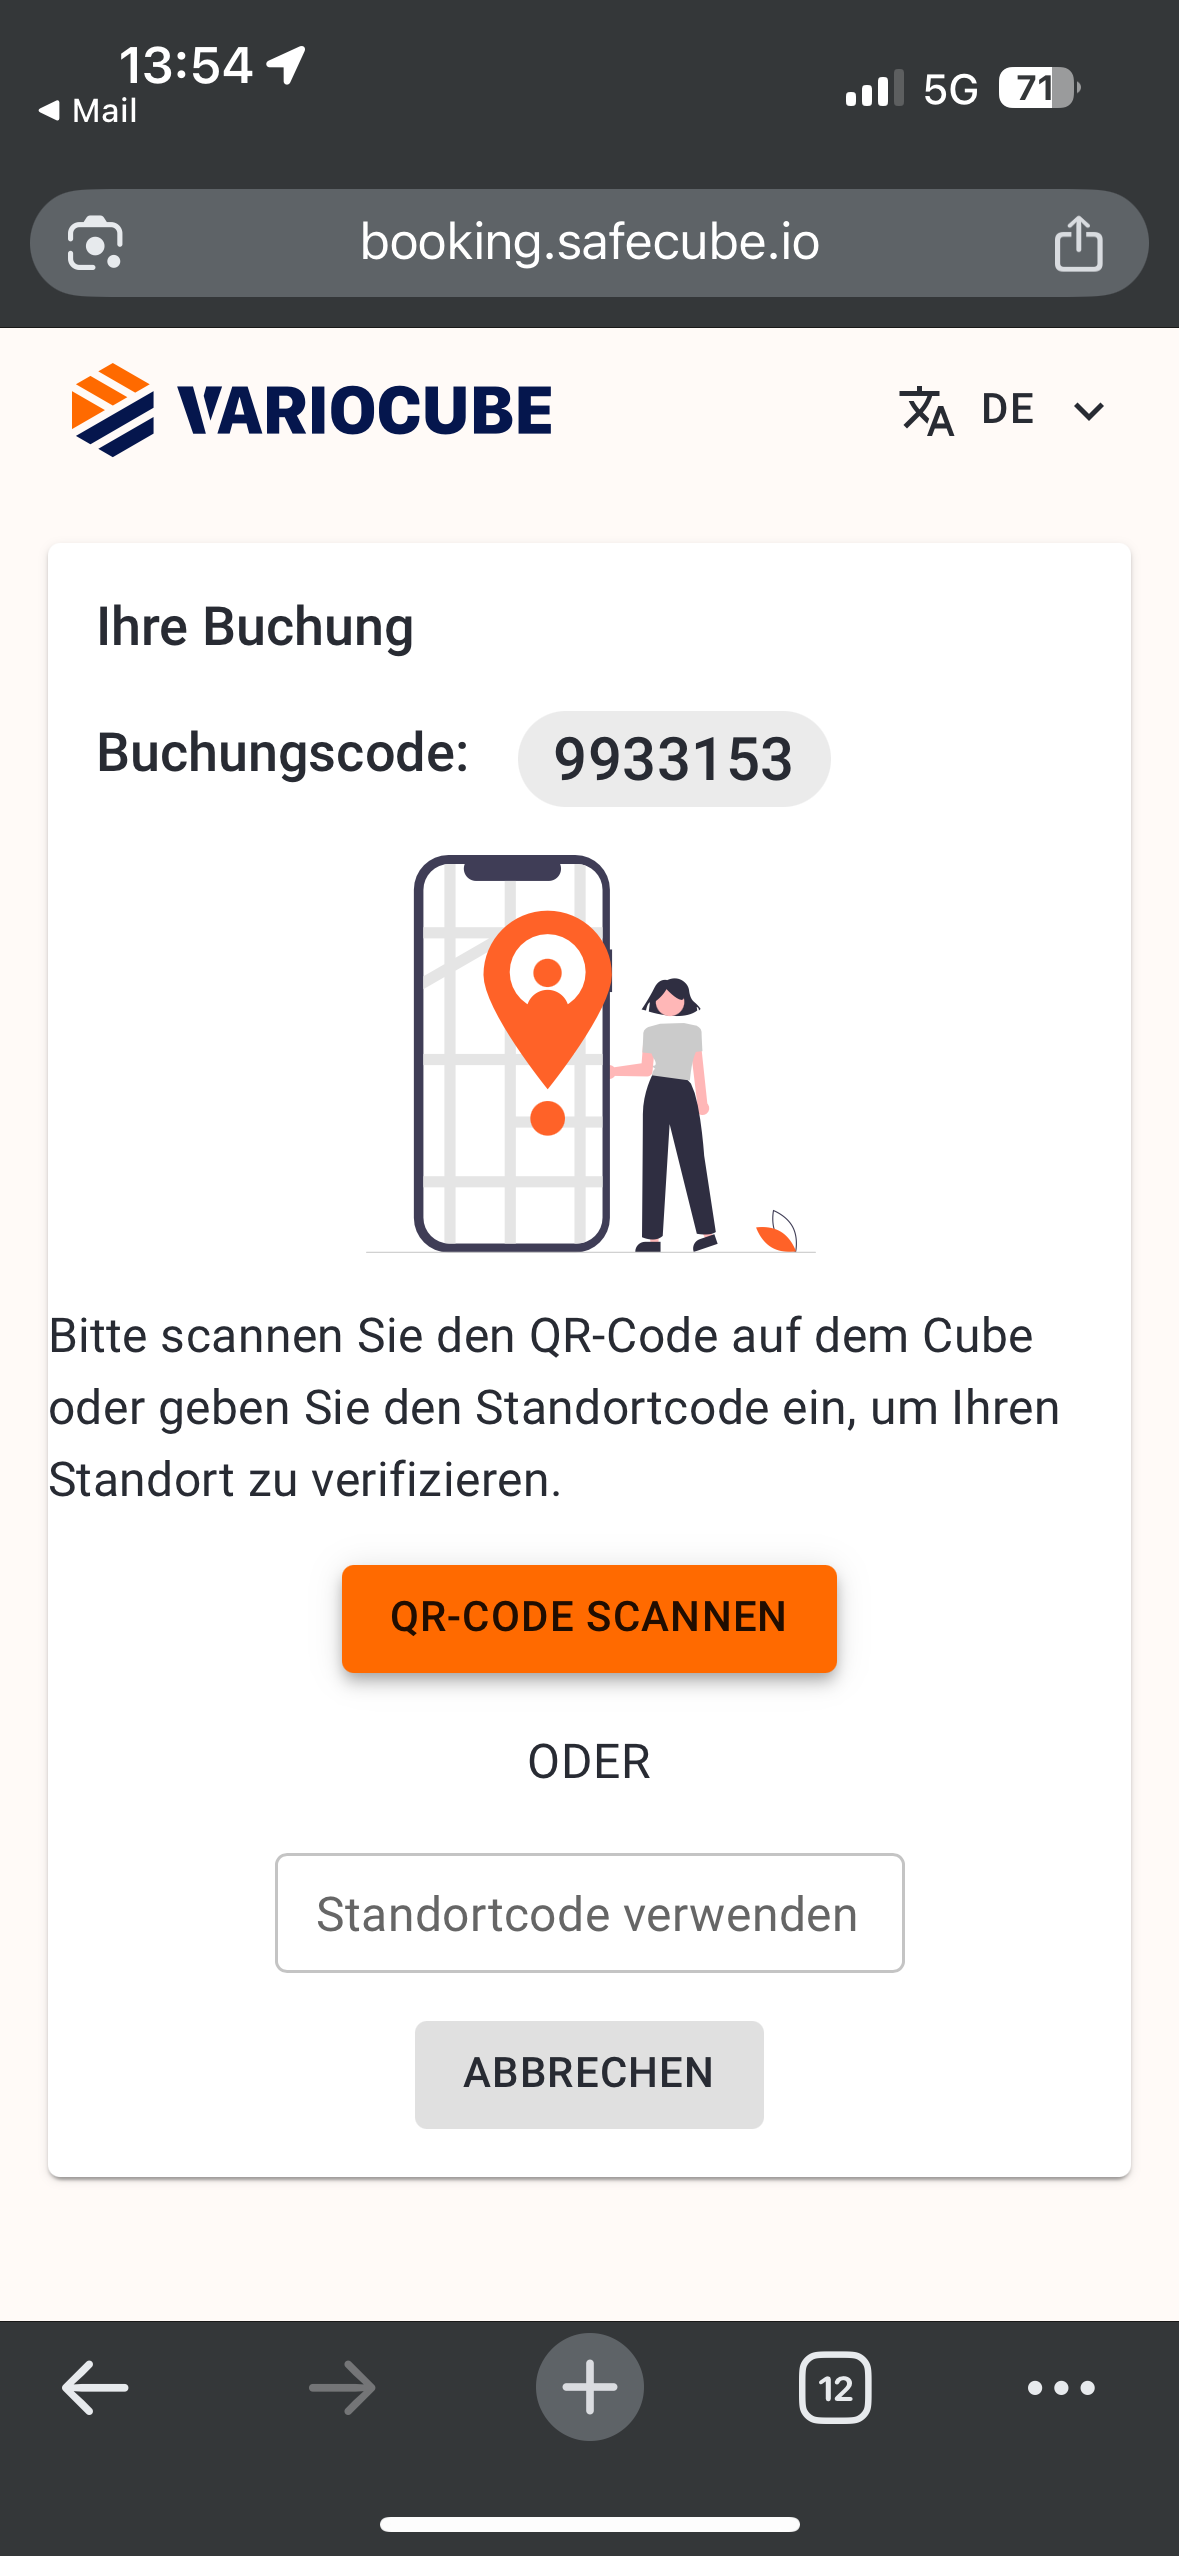 13:54
Mail
5G
71
booking.safecube.io
VARIOCUBE
DE
Ihre Buchung
Buchungscode: 9933153
Bitte scannen Sie den QR-Code auf dem Cube
oder geben Sie den Standortcode ein, um Ihren
Standort zu verifizieren.
QR-CODE SCANNEN
ODER
Standortcode verwenden
ABBRECHEN
12